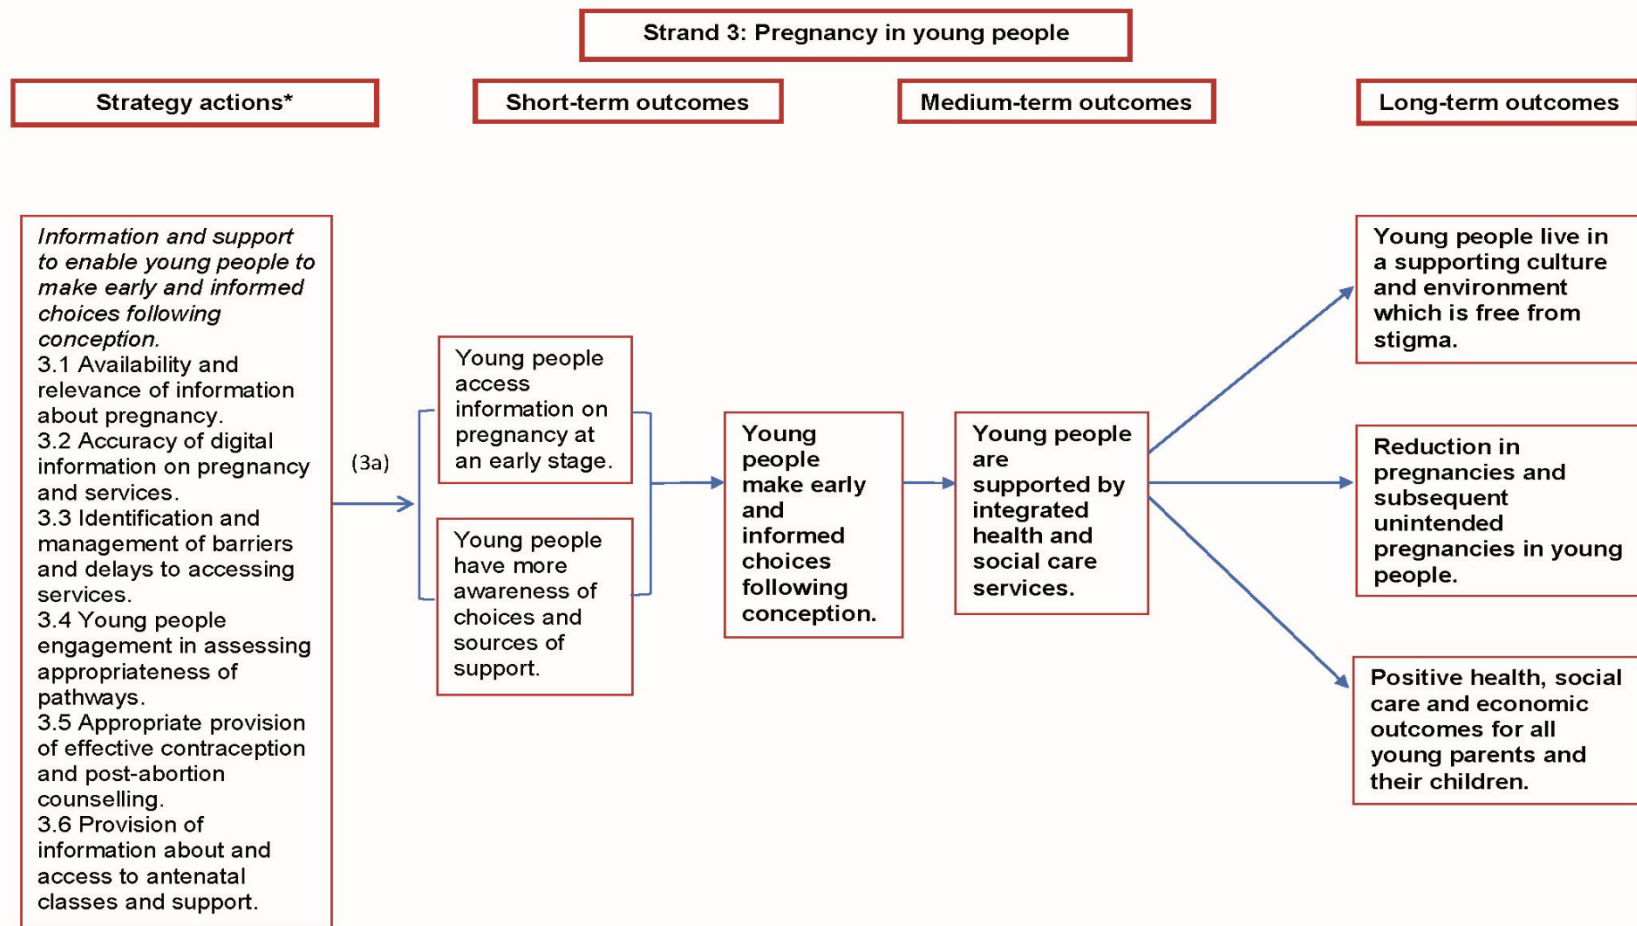 Strand 3: Pregnancy in young people
Strategy actions*
Short-term outcomes
Medium-term outcomes
Long-term outcomes
Information and support
to enable young people to
make early and informed
choices following
conception.
3.1 Availability and
relevance of information
about pregnancy.
3.2 Accuracy of digital
information on pregnancy
and services.
3.3 Identification and
management of barriers
and delays to accessing
services.
3.4 Young people
engagement in assessing
appropriateness of
pathways.
3.5 Appropriate provision
of effective contraception
and post-abortion
counselling.
3.6 Provision of
information about and
access to antenatal
classes and support.
(3a)
Young people
access
information on
pregnancy at
an early stage.
Young people
have more
awareness of
choices and
sources of
support.
Young
people
make early
and
informed
choices
following
conception.
Young people
are
supported by
integrated
health and
social care
services.
Young people live in
a supporting culture
and environment
which is free from
stigma.
Reduction in
pregnancies and
subsequent
unintended
pregnancies in young
people.
Positive health, social
care and economic
outcomes for all
young parents and
their children.